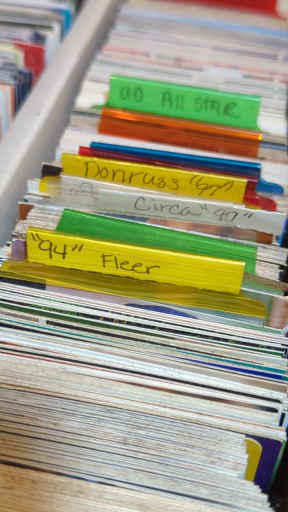 UD All STAR
Donruss "97"
Circa "97"
"94" Fleer